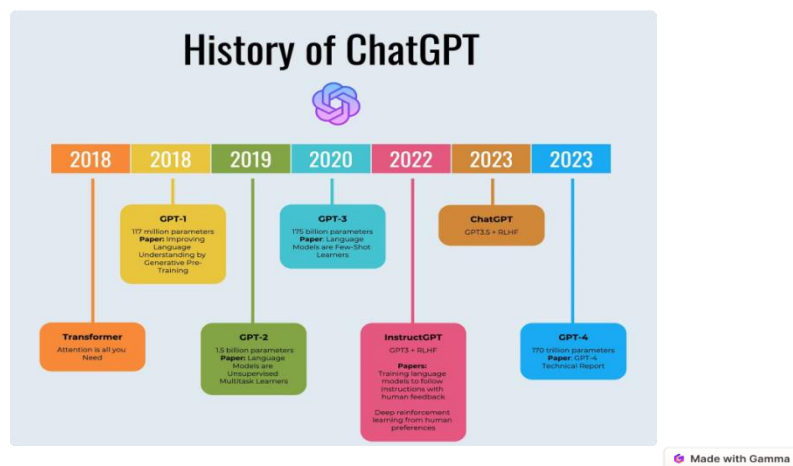 History of ChatGPT
2018 2018 2019 2020 2022 2023 2023
GPT-1
117 million parameters
Paper: Improving
Language
Understanding by
Generative Pre-
Training
GPT-3
175 billion parameters
Paper: Language
Models are Few-Shot
Learners
ChatGPT
GPT3.5 + RLHF
Transformer
Attention is all you
Need
GPT-2
1.5 billion parameters
Paper: Language
Models are
Unsupervised
Multitask Learners
InstructGPT
GPT3 + RLHF
Papers:
Training language
models to follow
instructions with
human feedback
Deep reinforcement
learning from human
preferences
GPT-4
170 trillion parameters
Paper: GPT-4
Technical Report
Made with Gamma